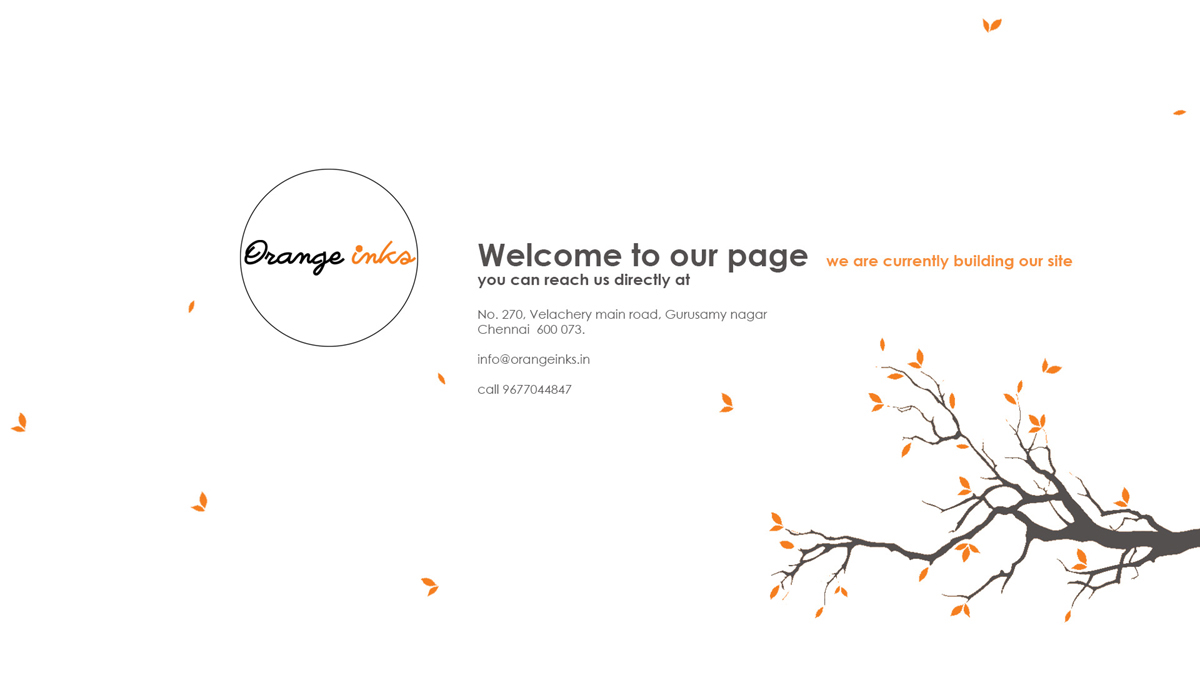 Orange inks
Welcome to our page we are currently building our site
you can reach us directly at
No. 270, Velachery main road, Gurusamy nagar
Chennai 600 073.
info@orangeinks.in
call 9677044847